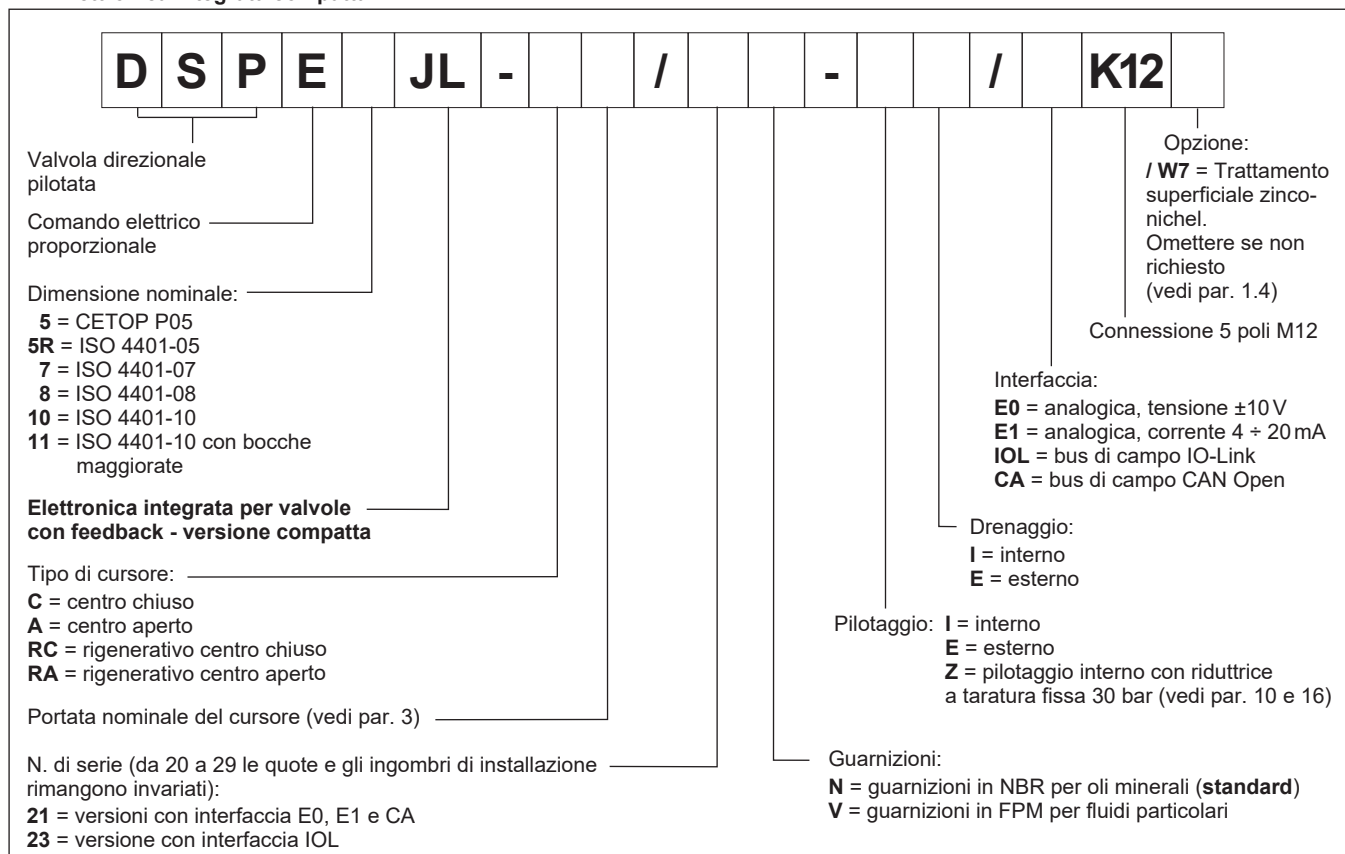 D S P E JL - / - / K12
Valvola direzionale
pilotata
Comando elettrico
proporzionale
Dimensione nominale:
5 = CETOP P05
5R = ISO 4401-05
7 = ISO 4401-07
8 = ISO 4401-08
10 = ISO 4401-10
11 = ISO 4401-10 con bocche
maggiorate
Elettronica integrata per valvole
con feedback - versione compatta
Tipo di cursore:
C = centro chiuso
A = centro aperto
RC = rigenerativo centro chiuso
RA = rigenerativo centro aperto
Portata nominale del cursore (vedi par. 3)
N. di serie (da 20 a 29 le quote e gli ingombri di installazione
rimangono invariati):
21 = versioni con interfaccia E0, E1 e CA
23 = versione con interfaccia IOL
Opzione:
/ W7 = Trattamento
superficiale zinco-
nichel.
Omettere se non
richiesto
(vedi par. 1.4)
Connessione 5 poli M12
Interfaccia:
E0 = analogica, tensione ±10 V
E1 = analogica, corrente 4 ÷ 20 mA
IOL = bus di campo IO-Link
CA = bus di campo CAN Open
Drenaggio:
I = interno
E = esterno
Pilotaggio: I = interno
E = esterno
Z = pilotaggio interno con riduttrice
a taratura fissa 30 bar (vedi par. 10 e 16)
Guarnizioni:
N = guarnizioni in NBR per oli minerali (standard)
V = guarnizioni in FPM per fluidi particolari